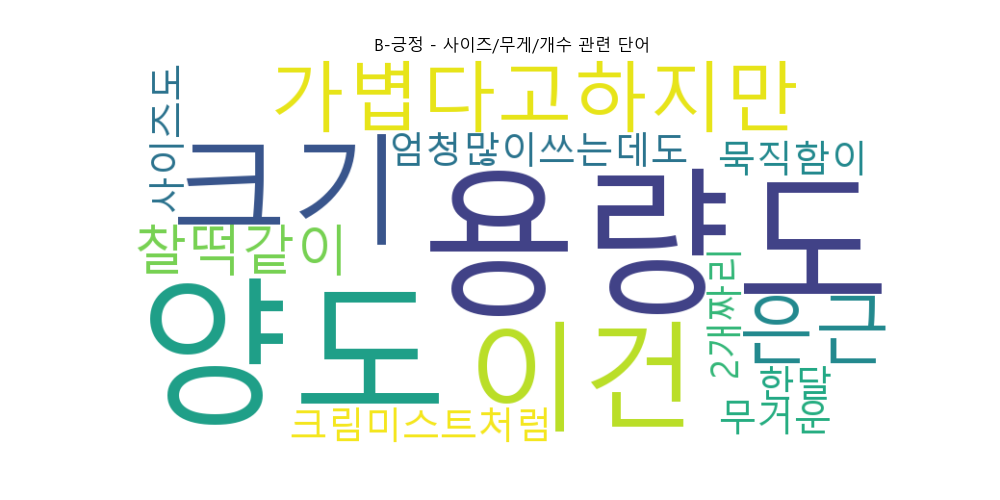 B-긍정 - 사이즈/무게/개수 관련 단어
가볍다고하지만
사이즈도
엄청많이쓰는데도
묵직함이
크기
용량도
찰떡같이
2개짜리
양도
이건
은근
한달
크림미스트처럼
무거운